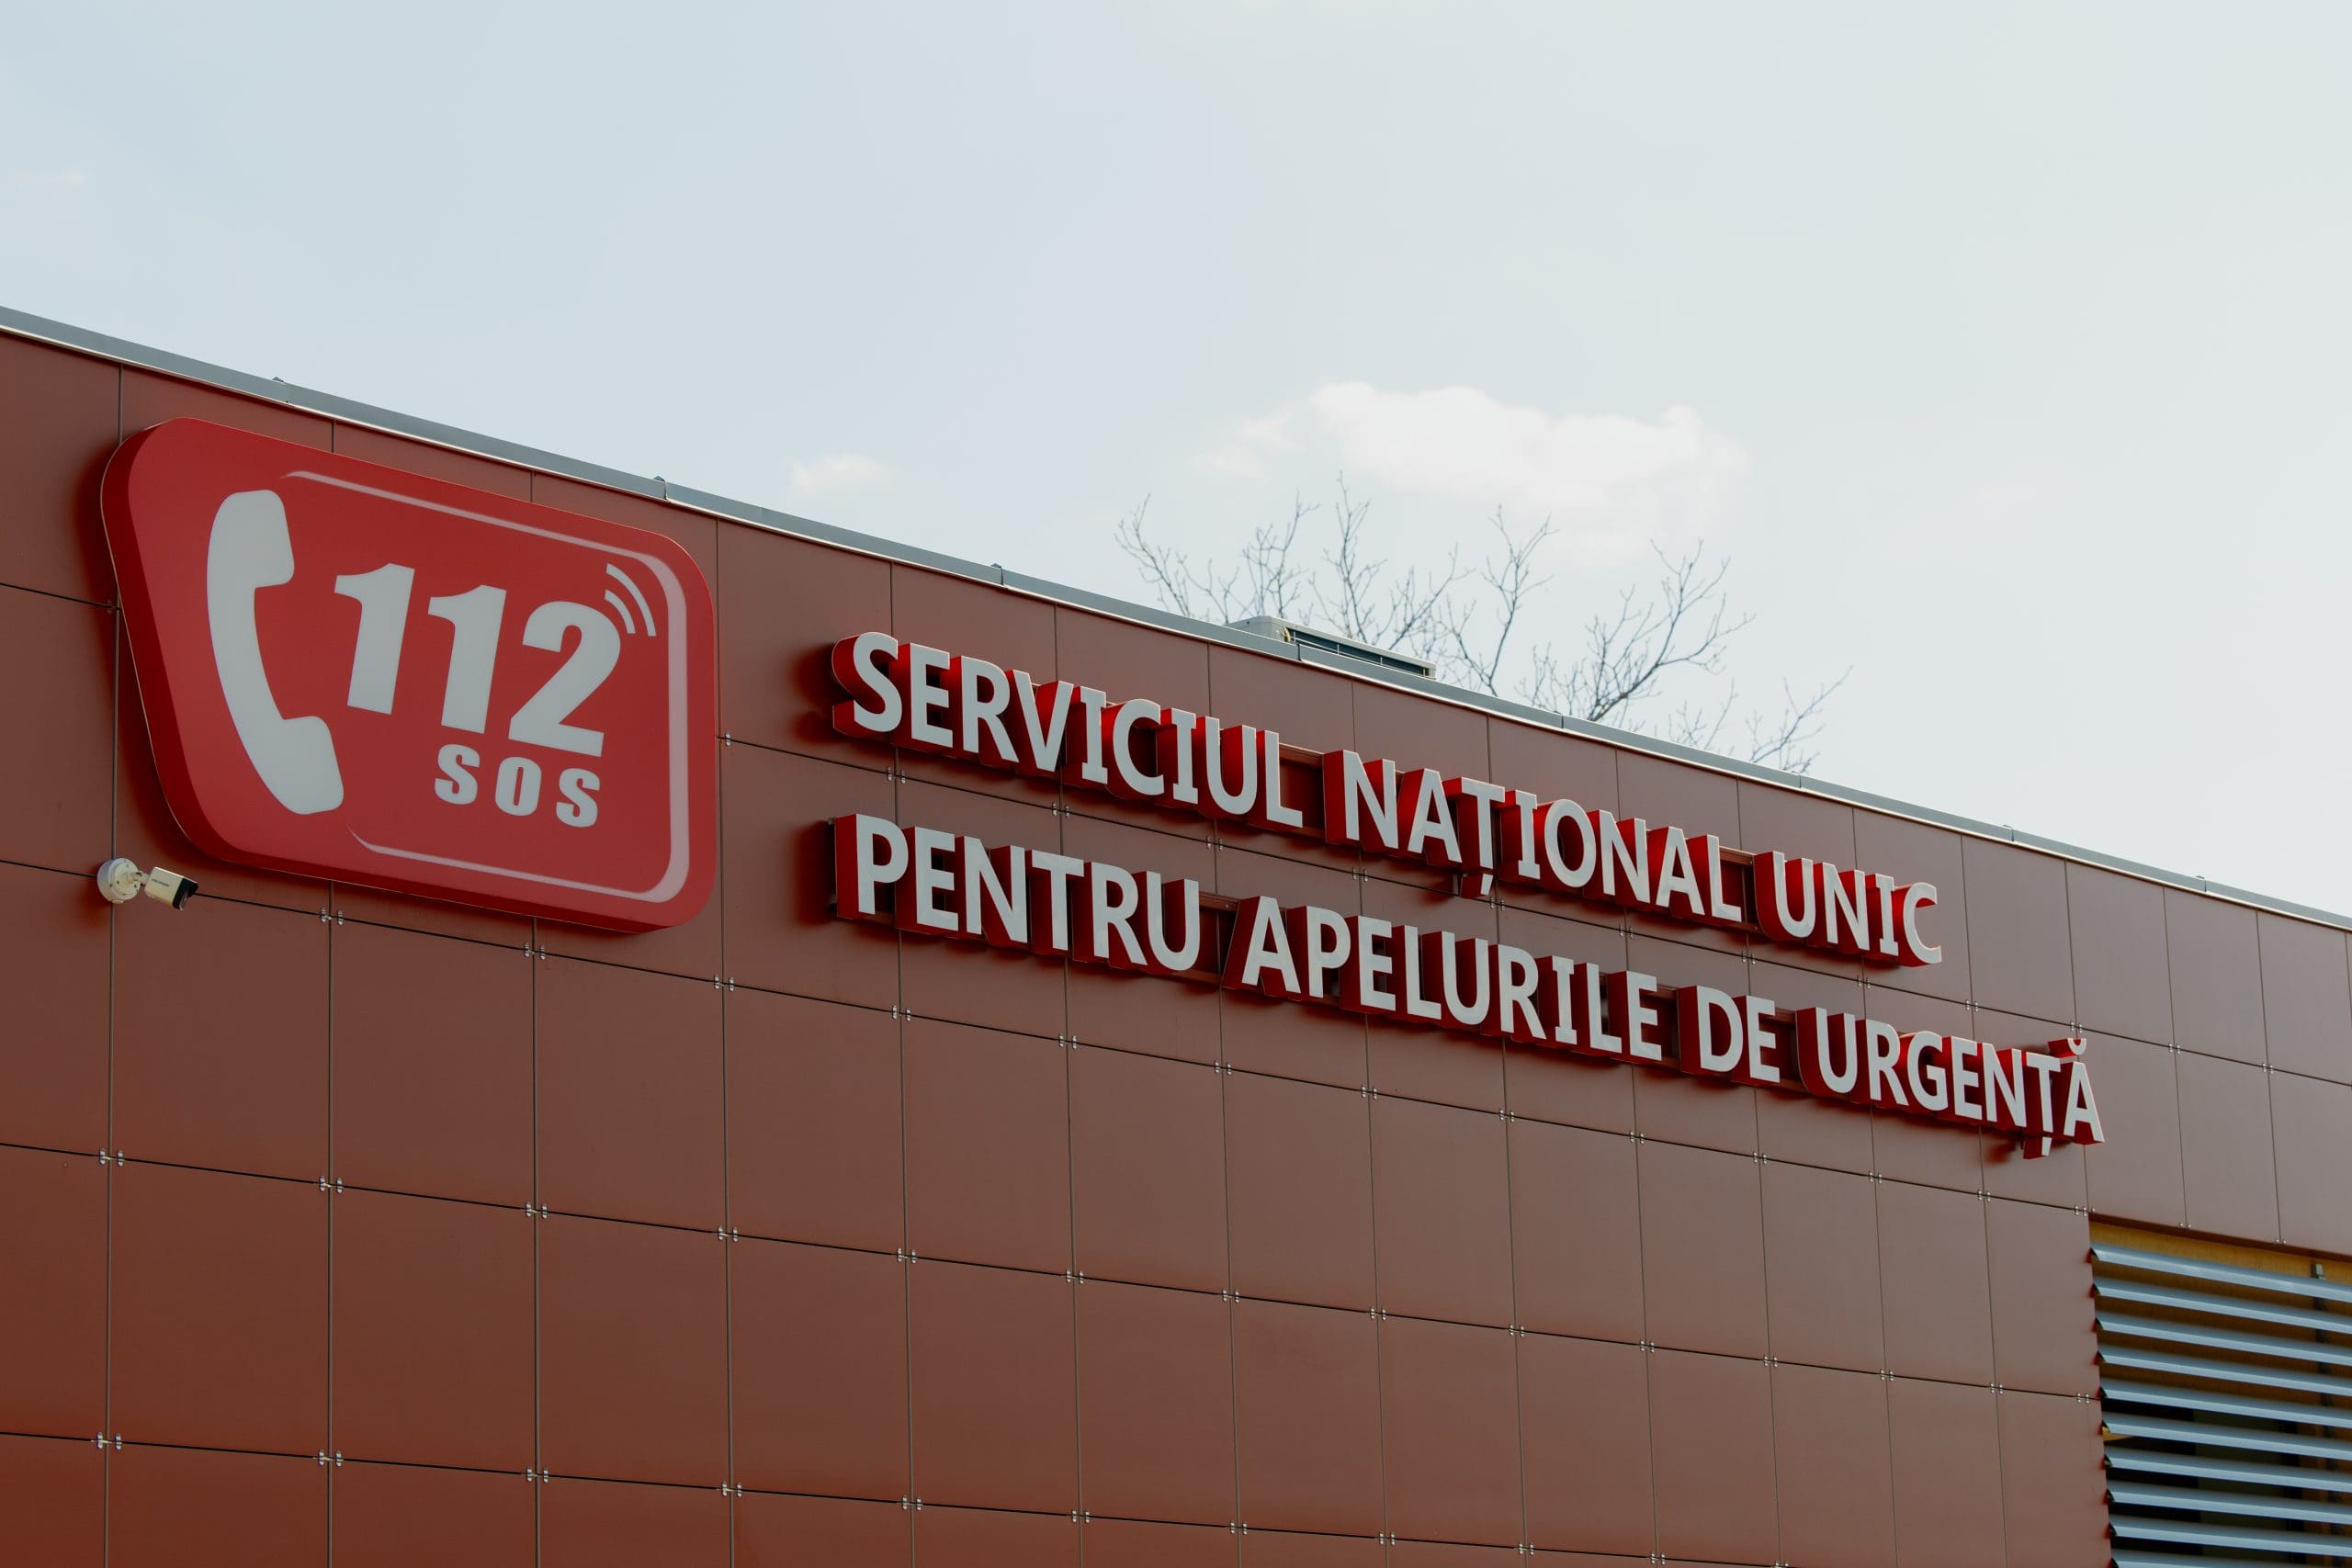 112
SOS
SERVICIUL NAȚIONAL UNIC
PENTRU APELURILE DE URGENȚĂ